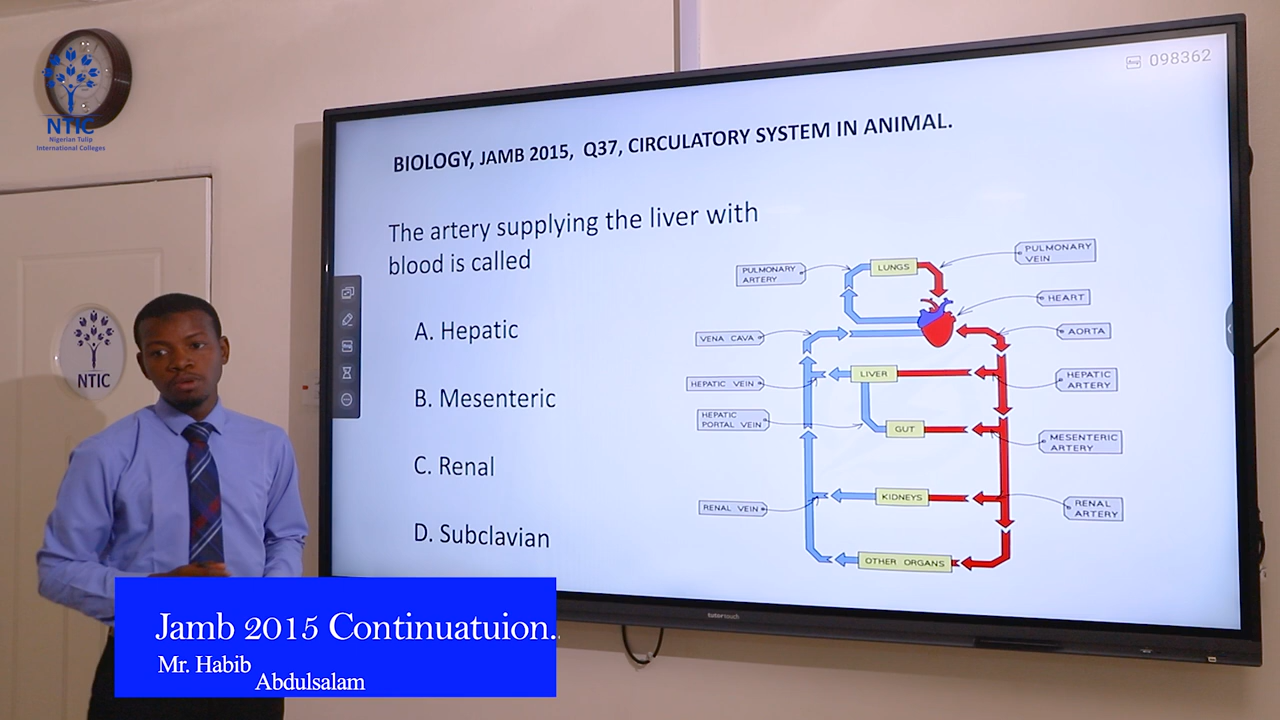 NTIC
Nigerian Tulip
International Colleges
098362
BIOLOGY, JAMB 2015, Q37, CIRCULATORY SYSTEM IN ANIMAL.
The artery supplying the liver with
blood is called
A. Hepatic
B. Mesenteric
C. Renal
D. Subclavian
PULMONARY
ARTERY
LUNGS
PULMONARY
VEIN
HEART
VENA CAVA
AORTA
HEPATIC VEIN
LIVER
HEPATIC
ARTERY
HEPATIC
PORTAL VEIN
GUT
MESENTERIC
ARTERY
RENAL VEIN
KIDNEYS
RENAL
ARTERY
OTHER ORGANS
NTIC
tutortouch
Jamb 2015 Continuatuion.
Mr. Habib
Abdulsalam